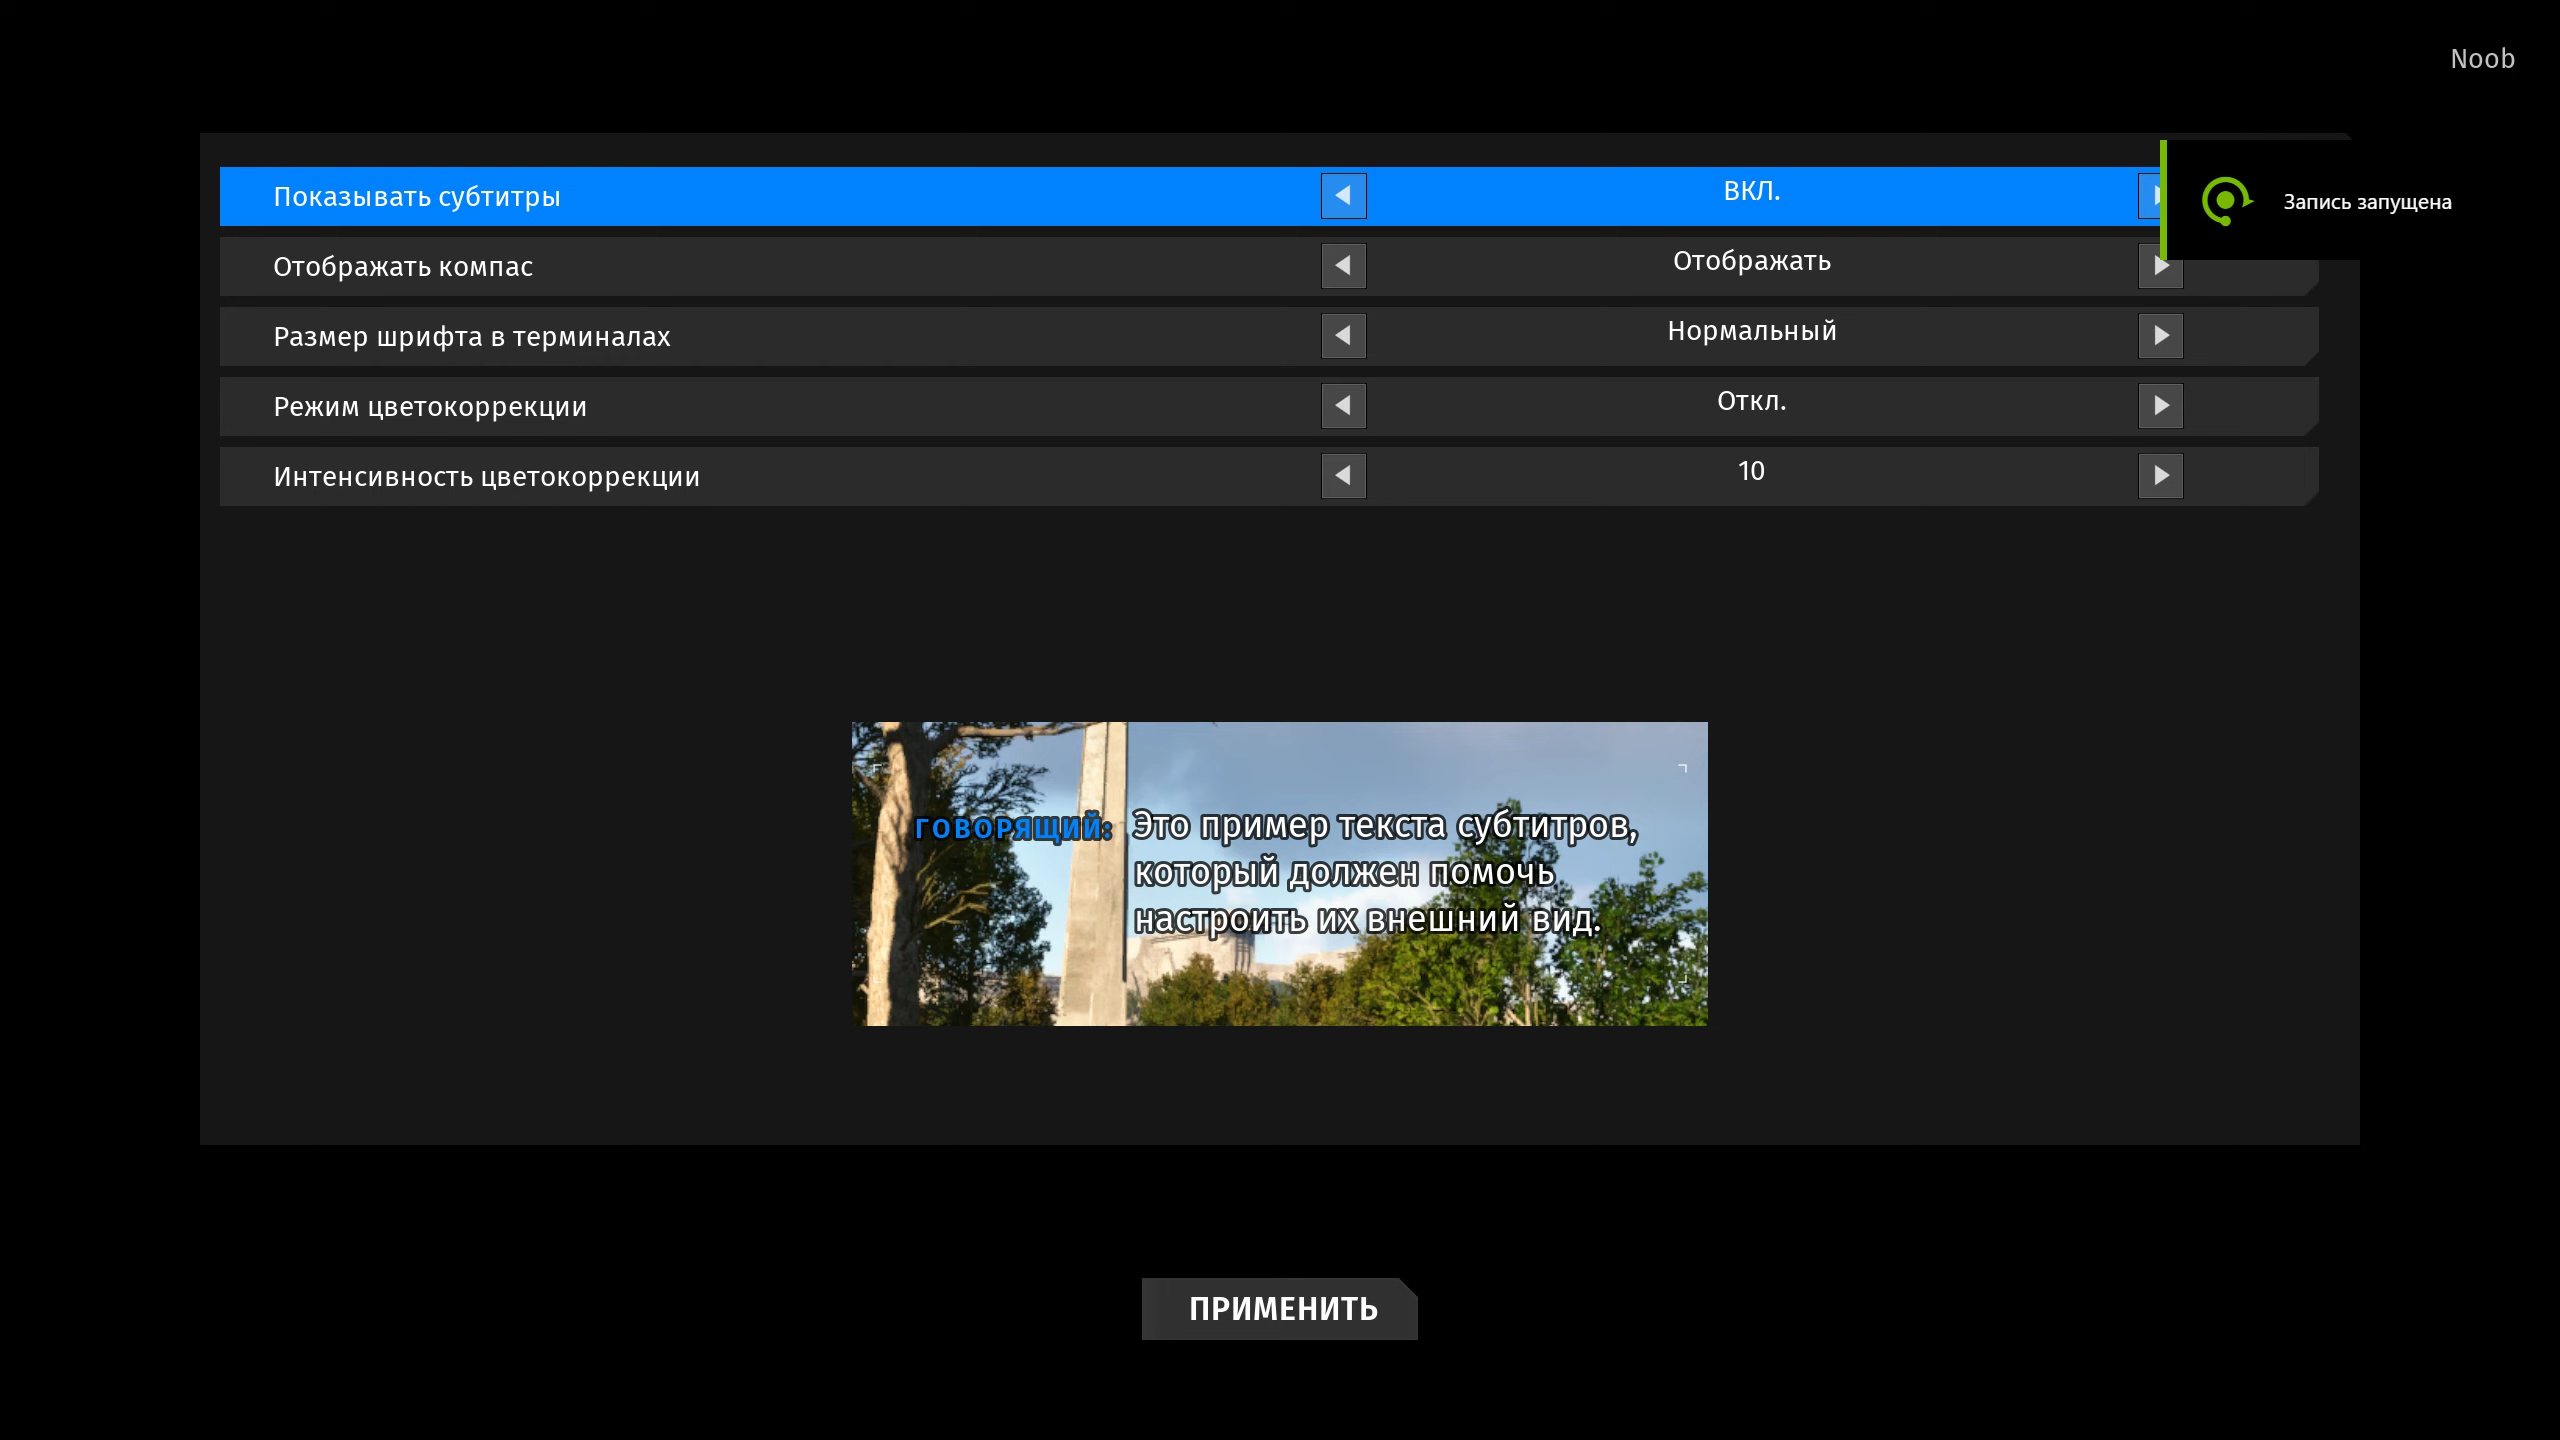 Noob
Показывать субтитры ВКЛ.
Запись запущена
Отображать компас Отображать
Размер шрифта в терминалах Нормальный
Режим цветокоррекции Откл.
Интенсивность цветокоррекции 10
ГОВОРЯЩИЙ: Это пример текста субтитров,
который должен помочь
настроить их внешний вид.
ПРИМЕНИТЬ